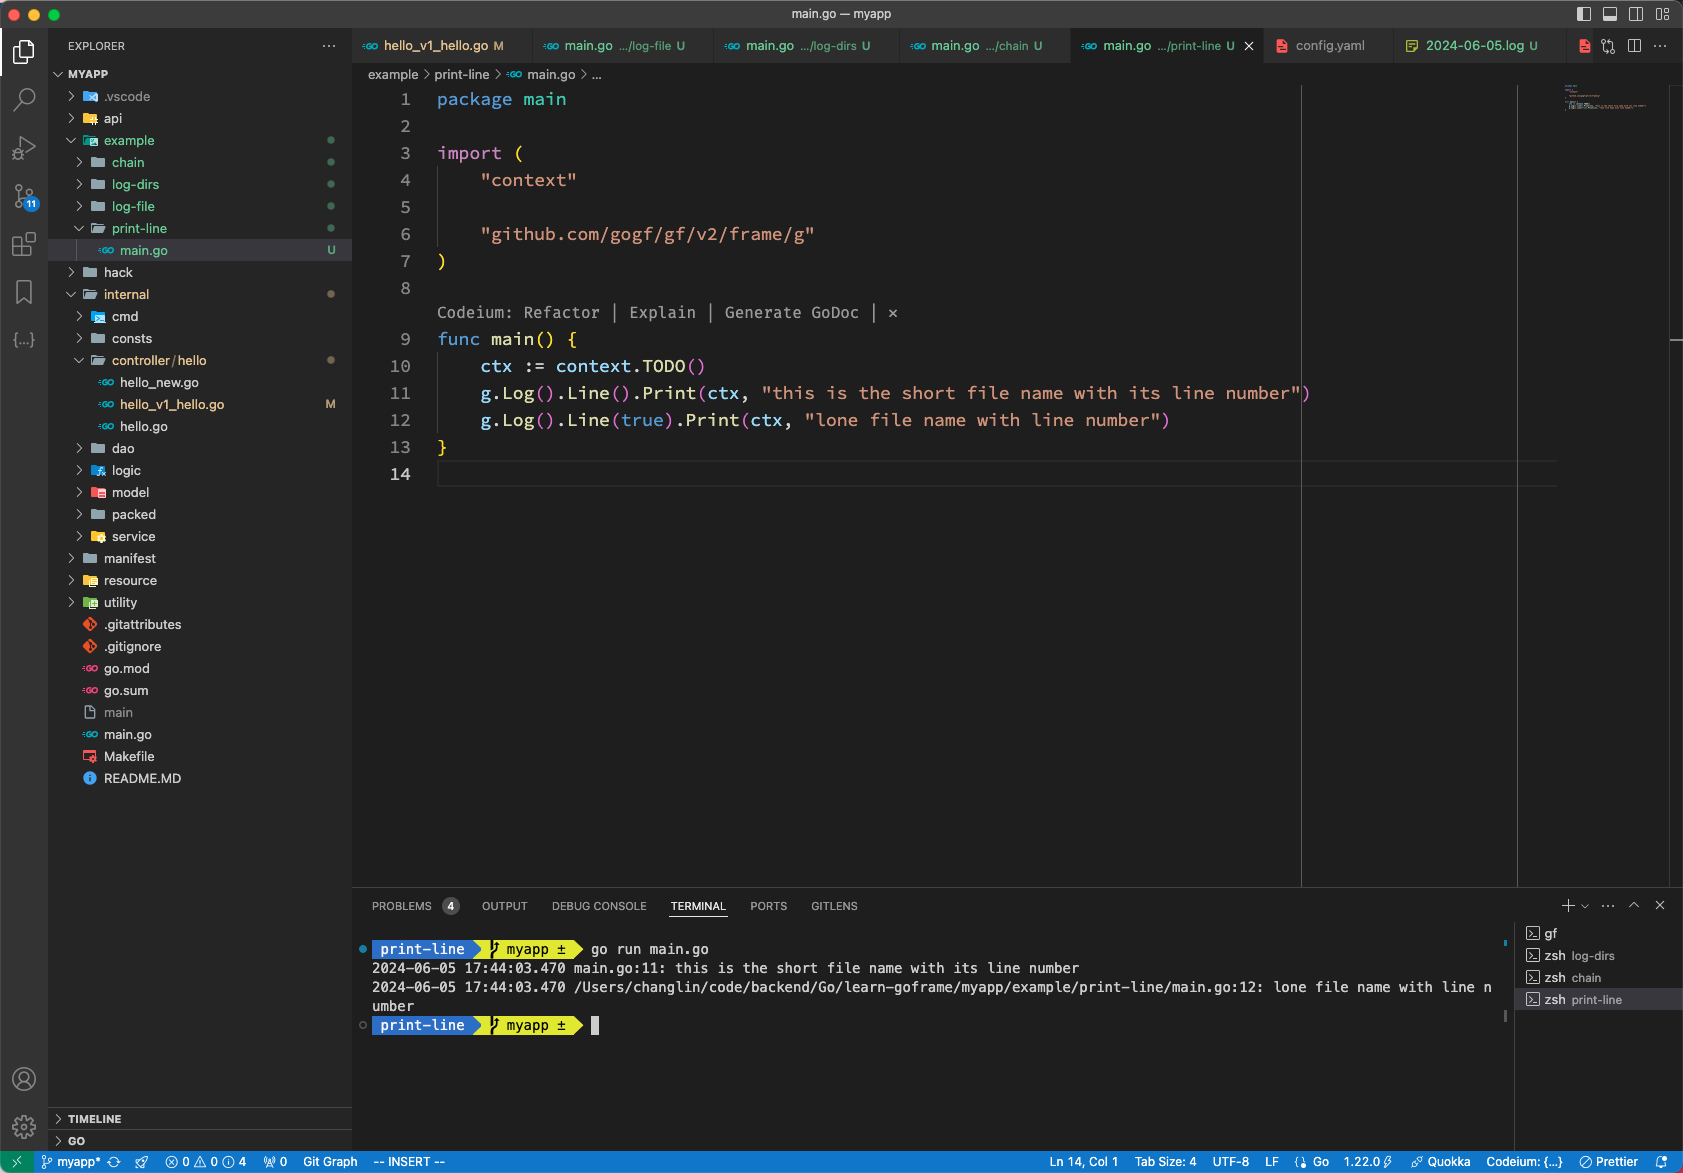 main.go — myapp
EXPLORER
MYAPP
.vscode
api
example
chain
log-dirs
log-file
print-line
main.go U
hack
internal
cmd
consts
controller/hello
hello_new.go
hello_v1_hello.go M
hello.go
dao
logic
model
packed
service
manifest
resource
utility
.gitattributes
.gitignore
go.mod
go.sum
main
main.go
Makefile
README.MD
TIMELINE
GO
11
hello_v1_hello.go M
main.go .../log-file U
main.go .../log-dirs U
main.go .../chain U
main.go .../print-line U
config.yaml
2024-06-05.log U
example > print-line > main.go > ...
1 package main
2
3 import (
4 "context"
5
6 "github.com/gogf/gf/v2/frame/g"
7 )
8
Codeium: Refactor | Explain | Generate GoDoc | ×
9 func main() {
10 ctx := context.TODO()
11 g.Log().Line().Print(ctx, "this is the short file name with its line number")
12 g.Log().Line(true).Print(ctx, "lone file name with line number")
13 }
14
PROBLEMS 4 OUTPUT DEBUG CONSOLE TERMINAL PORTS GITLENS
print-line myapp ± go run main.go
2024-06-05 17:44:03.470 main.go:11: this is the short file name with its line number
2024-06-05 17:44:03.470 /Users/changlin/code/backend/Go/learn-goframe/myapp/example/print-line/main.go:12: lone file name with line n
umber
print-line myapp ±
gf
zsh log-dirs
zsh chain
zsh print-line
myapp* 0 0 4 0 Git Graph -- INSERT -- Ln 14, Col 1 Tab Size: 4 UTF-8 LF Go 1.22.0 Quokka Codeium: {...} Prettier